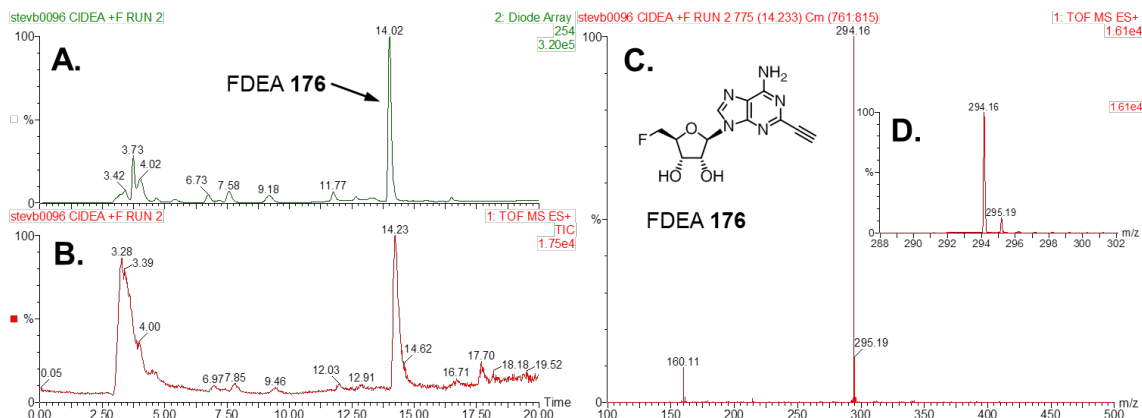 stevb0096 CIDEA +F RUN 2
2: Diode Array
254
3.20e5
A.
FDEA 176
100
%
0
14.02
3.42
3.73
4.02
6.73
7.58
9.18
11.77
stevb0096 CIDEA +F RUN 2
1: TOF MS ES+
TIC
1.75e4
B.
100
%
0
0.05
3.28
3.39
4.00
6.97
7.85
9.46
12.03
12.91
14.23
14.62
16.71
17.70
18.18
19.52
0.00 2.50 5.00 7.50 10.00 12.50 15.00 17.50 20.00
Time
stevb0096 CIDEA +F RUN 2 775 (14.233) Cm (761:815)
1: TOF MS ES+
1.61e4
C.
100
%
0
294.16
295.19
160.11
NH2
N
N
N
N
O
F
HO
OH
FDEA 176
100 150 200 250 300 350 400 450 500
m/z
D.
1.61e4
100
%
0
294.16
295.19
288 290 292 294 296 298 300 302
m/z